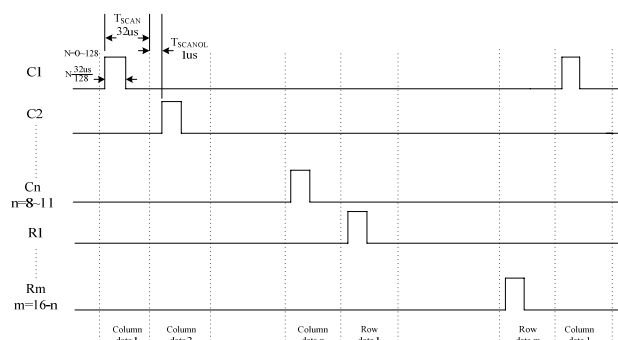 TSCAN
32us
TSCANOL
1us
N=0~128
N 32us
128
C1
C2
Cn
n=8~11
R1
Rm
m=16-n
Column
Column
Column
Row
Row
Column